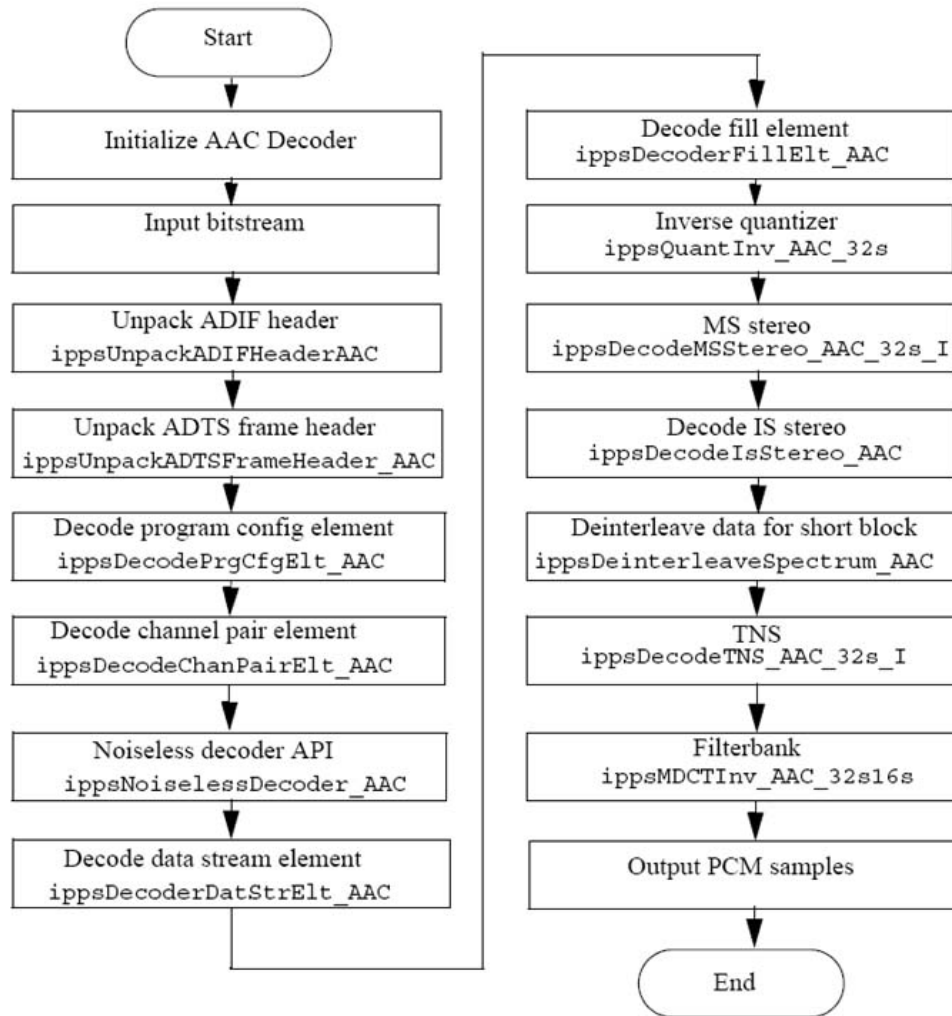 Start
Initialize AAC Decoder
Input bitstream
Unpack ADIF header
ippsUnpackADIFHeaderAAC
Unpack ADTS frame header
ippsUnpackADTSFrameHeader_AAC
Decode program config element
ippsDecodePrgCfgElt_AAC
Decode channel pair element
ippsDecodeChanPairElt_AAC
Noiseless decoder API
ippsNoiselessDecoder_AAC
Decode data stream element
ippsDecoderDatStrElt_AAC
Decode fill element
ippsDecoderFillElt_AAC
Inverse quantizer
ippsQuantInv_AAC_32s
MS stereo
ippsDecodeMSStereo_AAC_32s_I
Decode IS stereo
ippsDecodeIsStereo_AAC
Deinterleave data for short block
ippsDeinterleaveSpectrum_AAC
TNS
ippsDecodeTNS_AAC_32s_I
Filterbank
ippsMDCTInv_AAC_32s16s
Output PCM samples
End